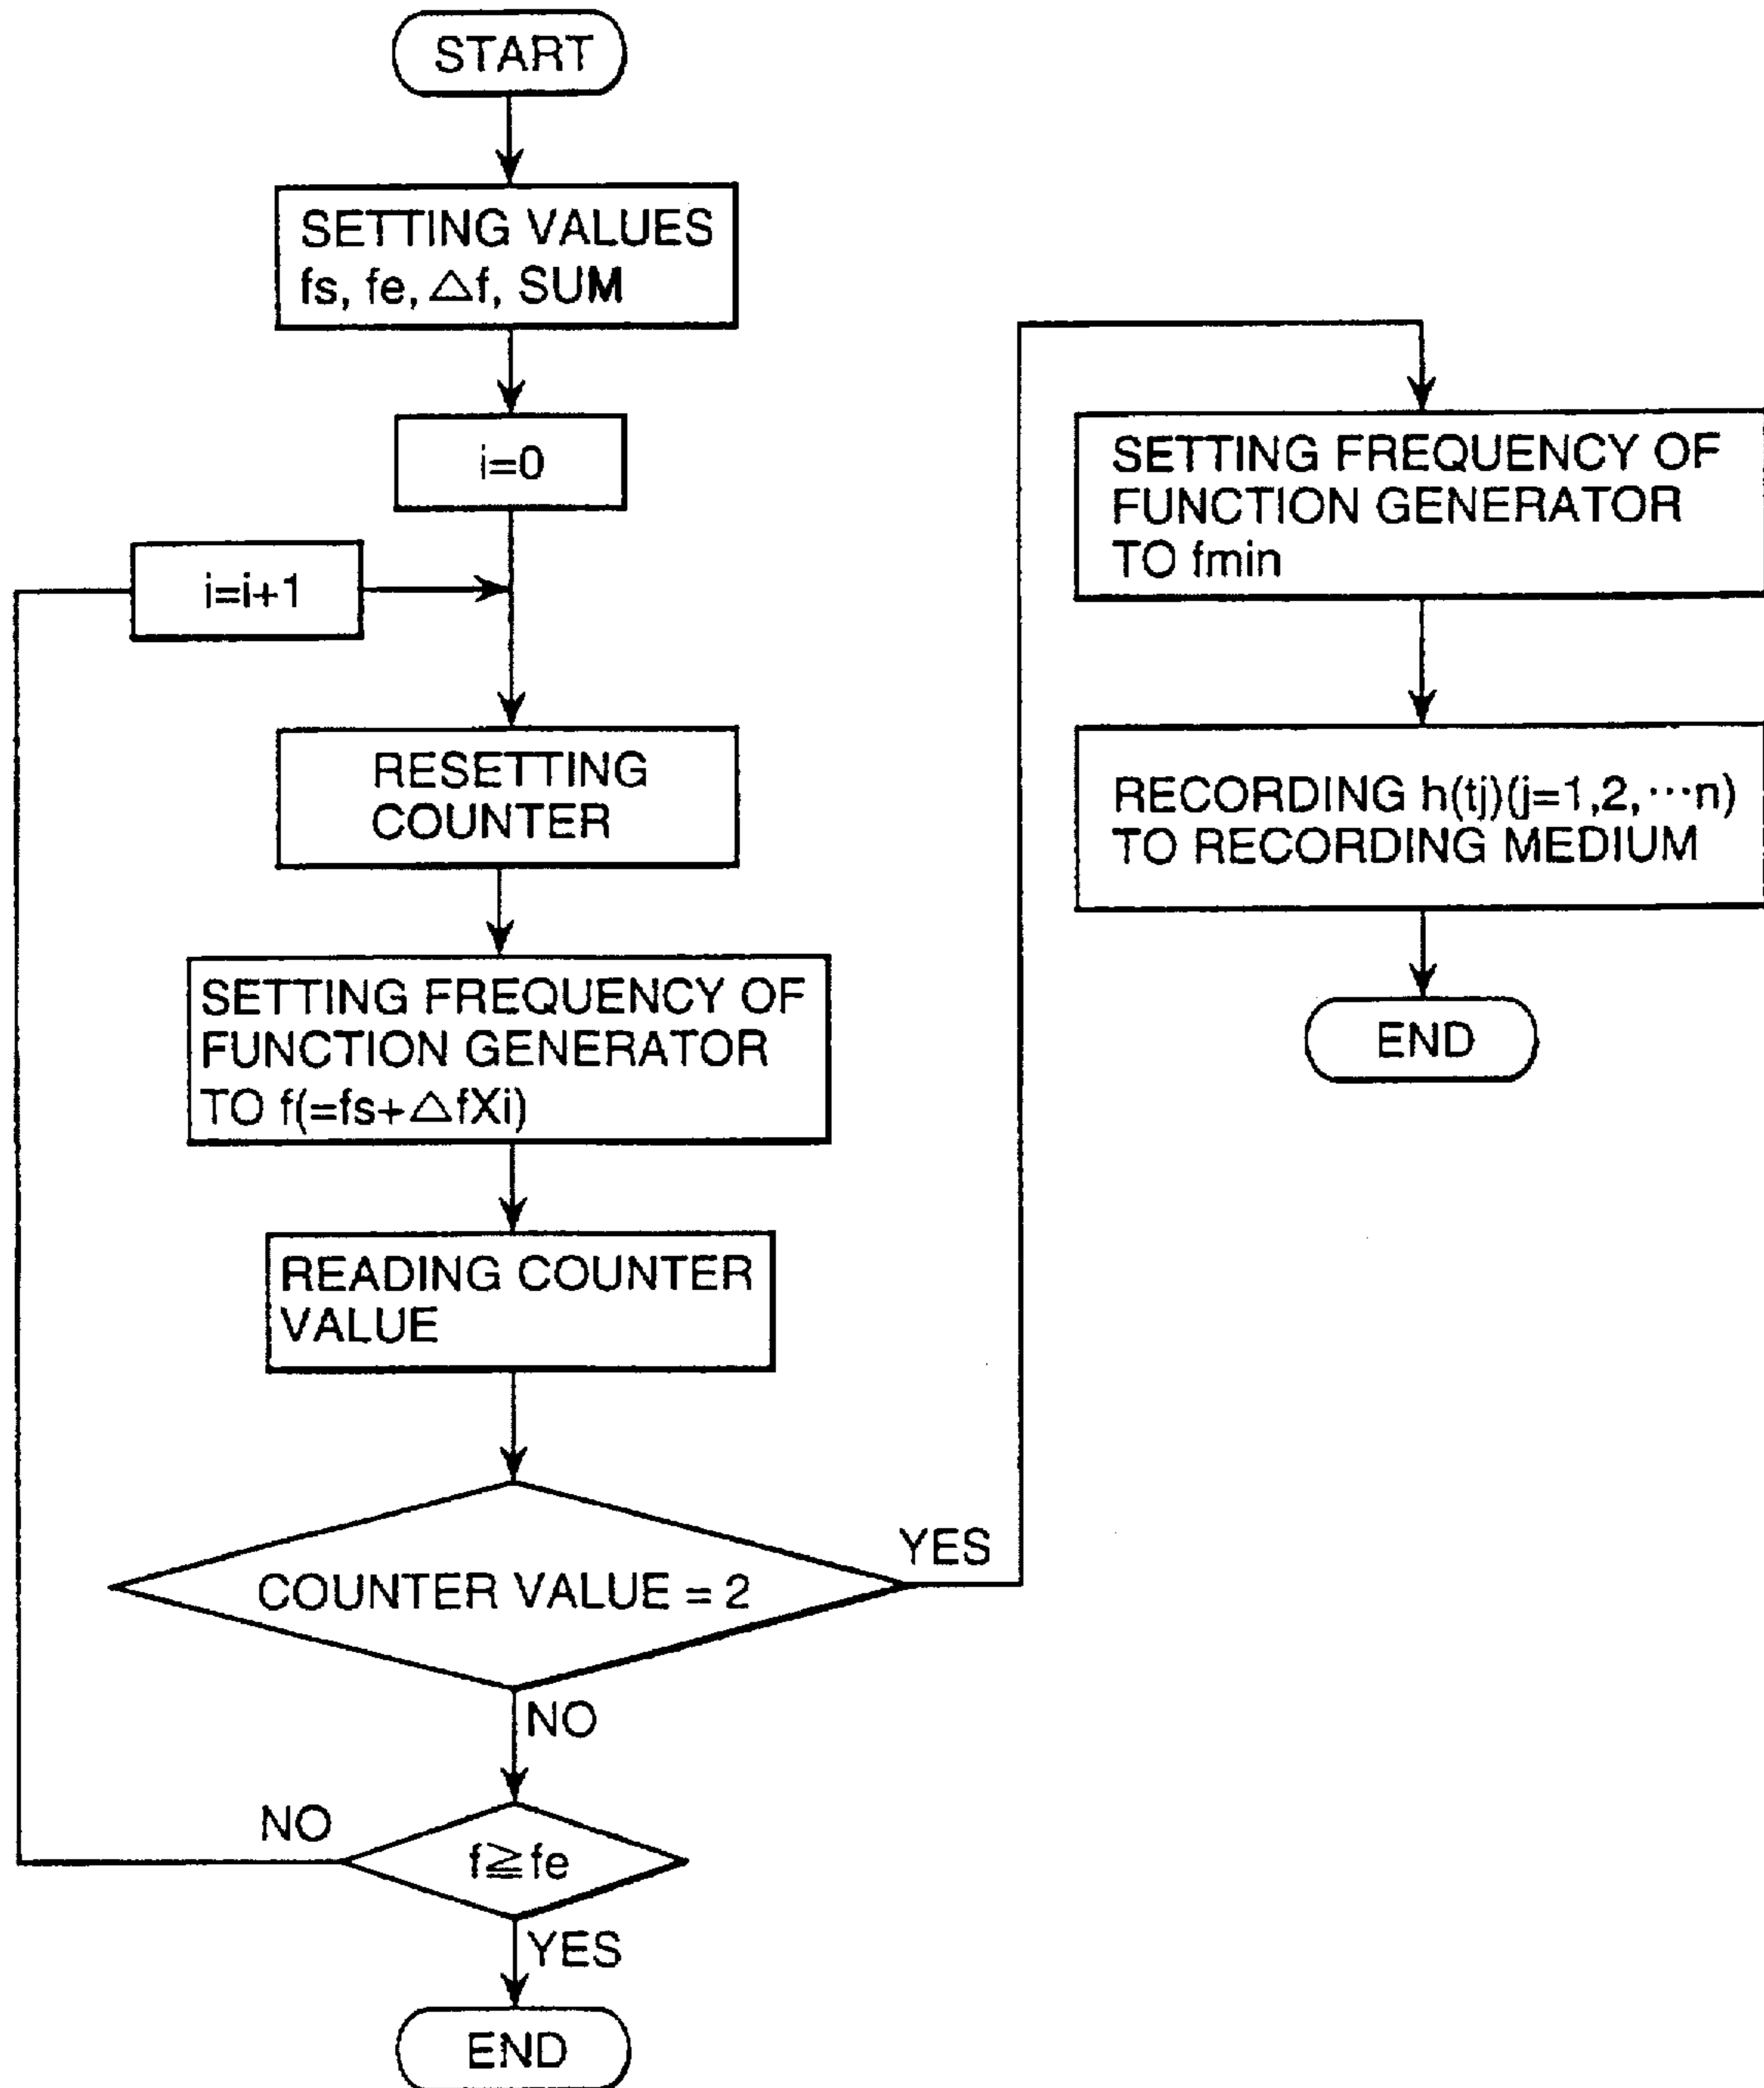 START
SETTING VALUES
fs, fe, △f, SUM
i=0
i=i+1
RESETTING
COUNTER
SETTING FREQUENCY OF
FUNCTION GENERATOR
TO f(=fs+△fXi)
READING COUNTER
VALUE
COUNTER VALUE = 2
YES
NO
NO
f≧fe
YES
END
SETTING FREQUENCY OF
FUNCTION GENERATOR
TO fmin
RECORDING h(tj)(j=1,2,⋯n)
TO RECORDING MEDIUM
END